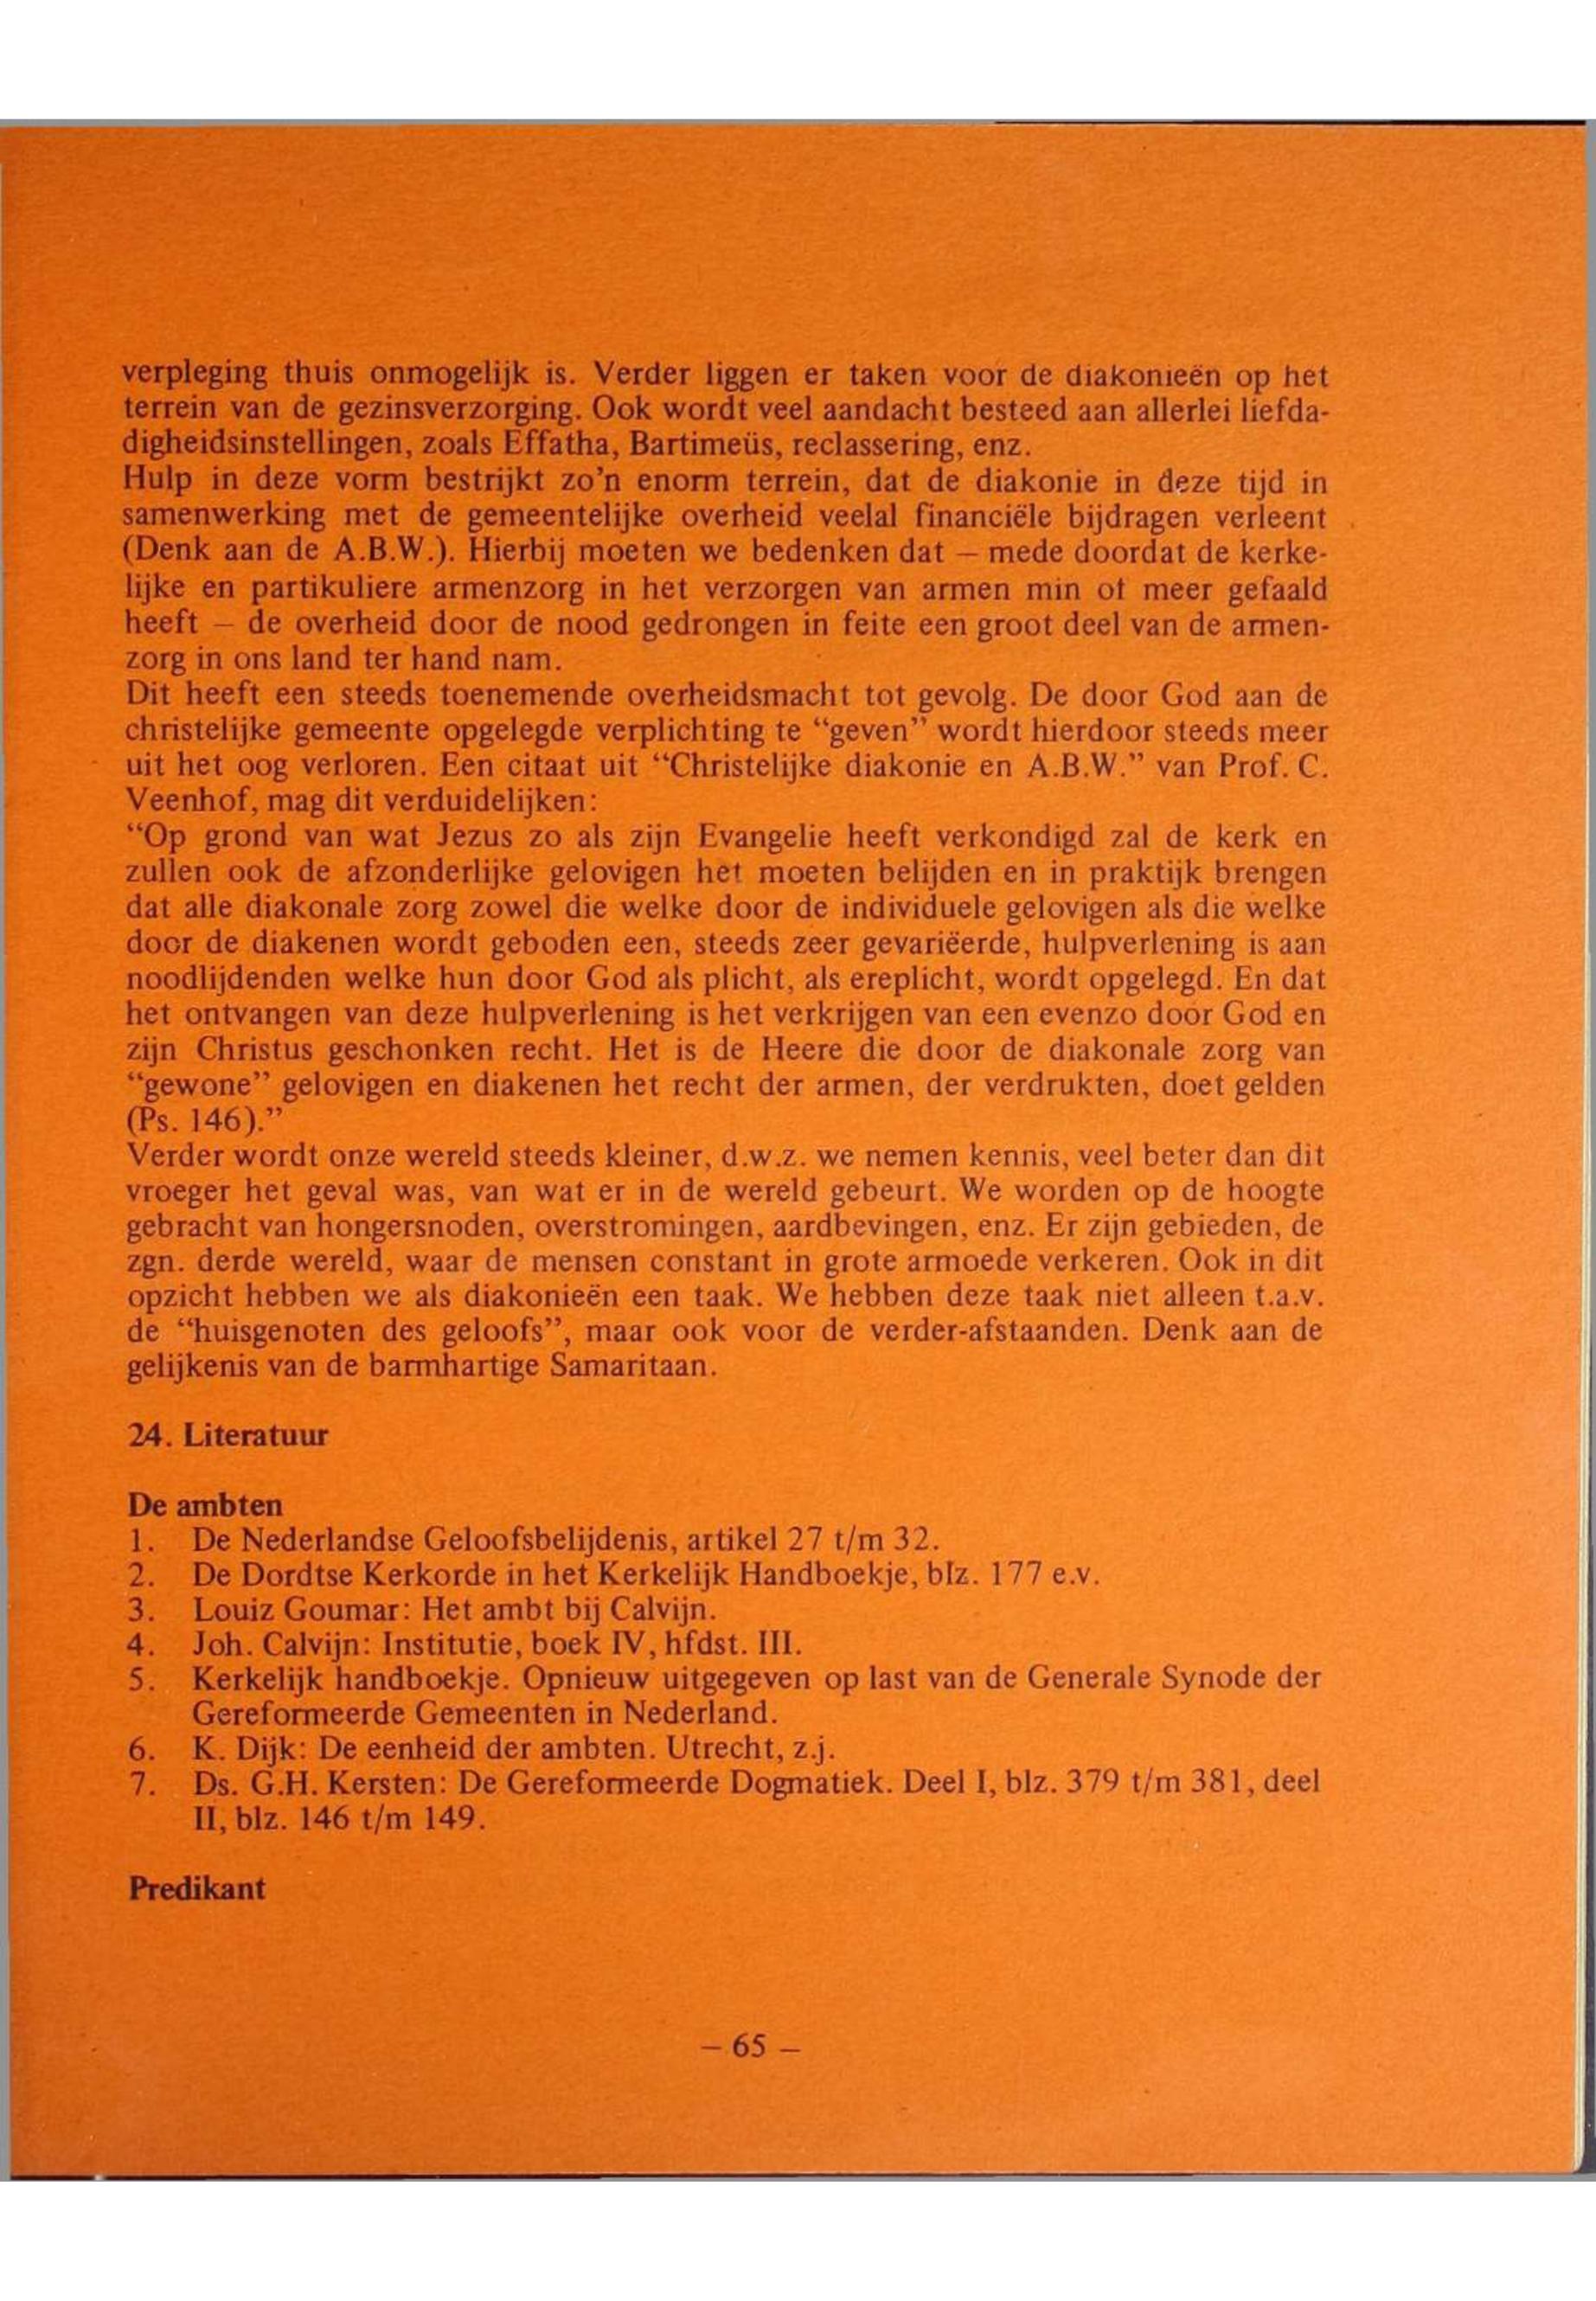 verpleging thuis onmogelijk is. Verder liggen er taken voor de diakonieën op het
terrein van de gezinsverzorging. Ook wordt veel aandacht besteed aan allerlei liefda-
digheidsinstellingen, zoals Effatha, Bartimeüs, reclassering, enz.
Hulp in deze vorm bestrijkt zo'n enorm terrein, dat de diakonie in deze tijd in
samenwerking met de gemeentelijke overheid veelal financiële bijdragen verleent
(Denk aan de A.B.W.). Hierbij moeten we bedenken dat – mede doordat de kerke-
lijke en partikuliere armenzorg in het verzorgen van armen min of meer gefaald
heeft – de overheid door de nood gedrongen in feite een groot deel van de armen-
zorg in ons land ter hand nam.
Dit heeft een steeds toenemende overheidsmacht tot gevolg. De door God aan de
christelijke gemeente opgelegde verplichting te “geven” wordt hierdoor steeds meer
uit het oog verloren. Een citaat uit “Christelijke diakonie en A.B.W.” van Prof. C.
Veenhof, mag dit verduidelijken:
“Op grond van wat Jezus zo als zijn Evangelie heeft verkondigd zal de kerk en
zullen ook de afzonderlijke gelovigen het moeten belijden en in praktijk brengen
dat alle diakonale zorg zowel die welke door de individuele gelovigen als die welke
door de diakenen wordt geboden een, steeds zeer gevariëerde, hulpverlening is aan
noodlijdenden welke hun door God als plicht, als ereplicht, wordt opgelegd. En dat
het ontvangen van deze hulpverlening is het verkrijgen van een evenzo door God en
zijn Christus geschonken recht. Het is de Heere die door de diakonale zorg van
“gewone” gelovigen en diakenen het recht der armen, der verdrukten, doet gelden
(Ps. 146).”
Verder wordt onze wereld steeds kleiner, d.w.z. we nemen kennis, veel beter dan dit
vroeger het geval was, van wat er in de wereld gebeurt. We worden op de hoogte
gebracht van hongersnoden, overstromingen, aardbevingen, enz. Er zijn gebieden, de
zgn. derde wereld, waar de mensen constant in grote armoede verkeren. Ook in dit
opzicht hebben we als diakonieën een taak. We hebben deze taak niet alleen t.a.v.
de “huisgenoten des geloofs”, maar ook voor de verder-afstaanden. Denk aan de
gelijkenis van de barmhartige Samaritaan.
24. Literatuur
De ambten
1. De Nederlandse Geloofsbelijdenis, artikel 27 t/m 32.
2. De Dordtse Kerkorde in het Kerkelijk Handboekje, blz. 177 e.v.
3. Louiz Goumar: Het ambt bij Calvijn.
4. Joh. Calvijn: Institutie, boek IV, hfdst. III.
5. Kerkelijk handboekje. Opnieuw uitgegeven op last van de Generale Synode der
Gereformeerde Gemeenten in Nederland.
6. K. Dijk: De eenheid der ambten. Utrecht, z.j.
7. Ds. G.H. Kersten: De Gereformeerde Dogmatiek. Deel I, blz. 379 t/m 381, deel
II, blz. 146 t/m 149.
Predikant
– 65 –